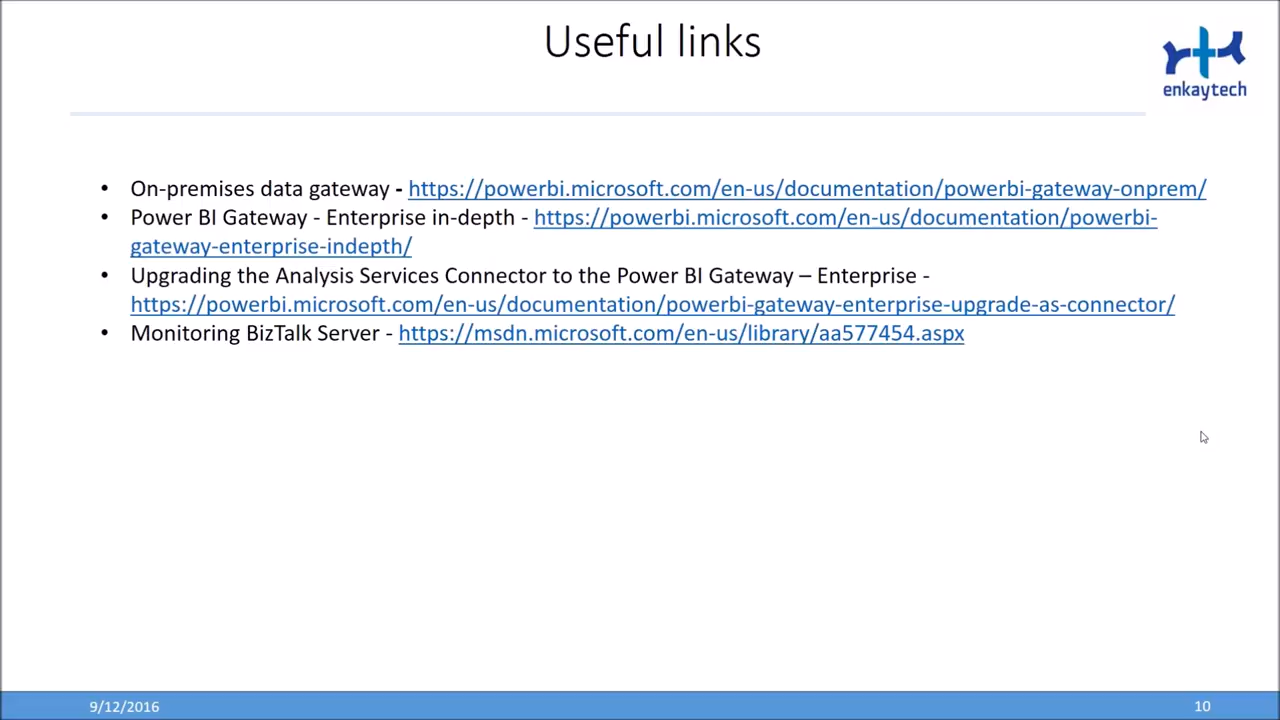 Useful links
enkaytech
• On-premises data gateway - https://powerbi.microsoft.com/en-us/documentation/powerbi-gateway-onprem/
• Power BI Gateway - Enterprise in-depth - https://powerbi.microsoft.com/en-us/documentation/powerbi-
gateway-enterprise-indepth/
• Upgrading the Analysis Services Connector to the Power BI Gateway – Enterprise -
https://powerbi.microsoft.com/en-us/documentation/powerbi-gateway-enterprise-upgrade-as-connector/
• Monitoring BizTalk Server - https://msdn.microsoft.com/en-us/library/aa577454.aspx
9/12/2016
10